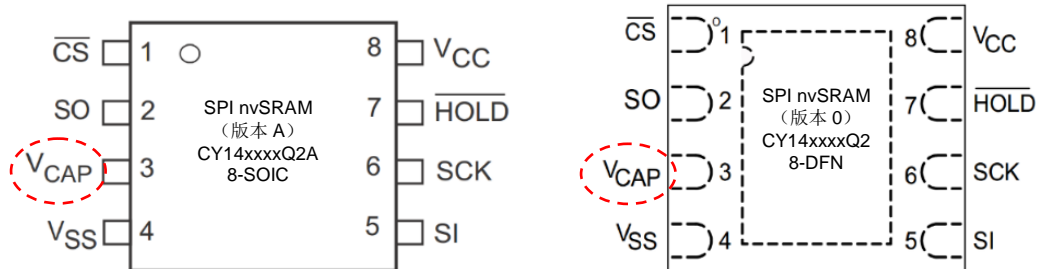 CS 1 8 VCC
SO 2 7 HOLD
VCAP 3 6 SCK
VSS 4 5 SI
SPI nvSRAM
（版本 A）
CY14xxxxQ2A
8-SOIC
CS 1 8 VCC
SO 2 7 HOLD
VCAP 3 6 SCK
VSS 4 5 SI
SPI nvSRAM
（版本 0）
CY14xxxxQ2
8-DFN